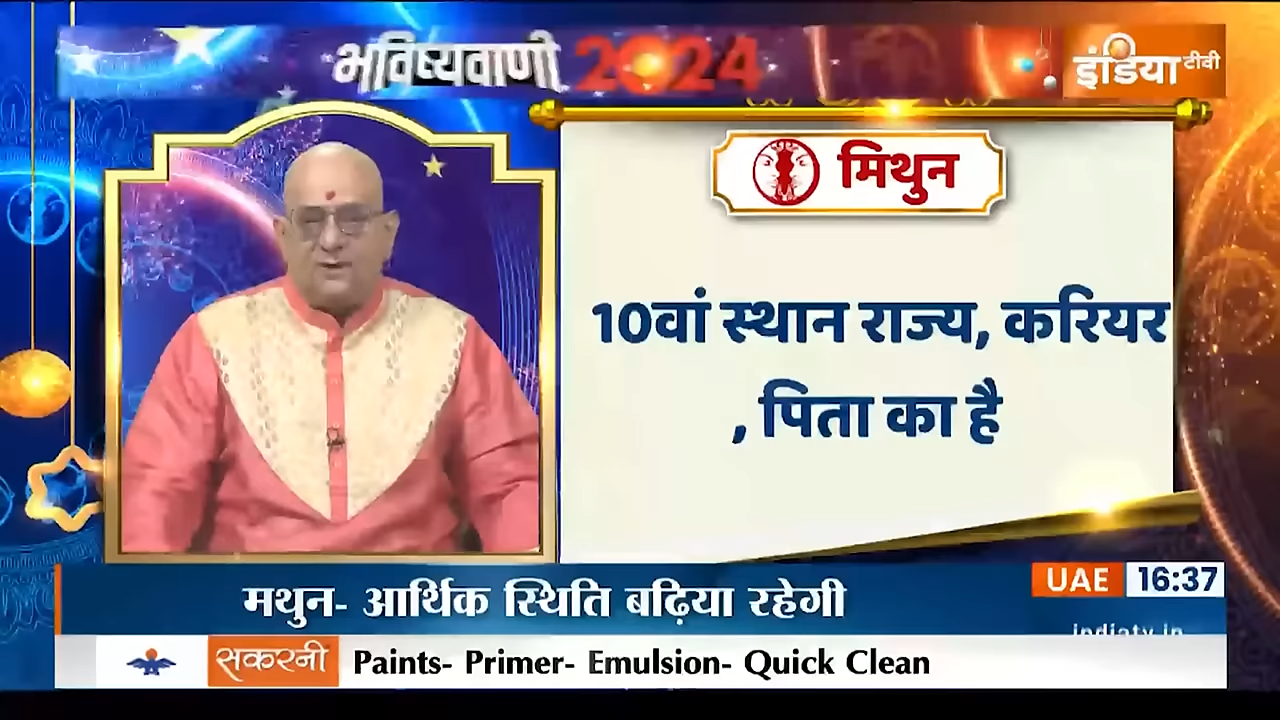 भविष्यवाणी 2024
इंडिया टीवी
मिथुन
10वां स्थान राज्य, करियर
, पिता का है
मथुन- आर्थिक स्थिति बढ़िया रहेगी
UAE 16:37
indiatv.in
सकरनी Paints- Primer- Emulsion- Quick Clean